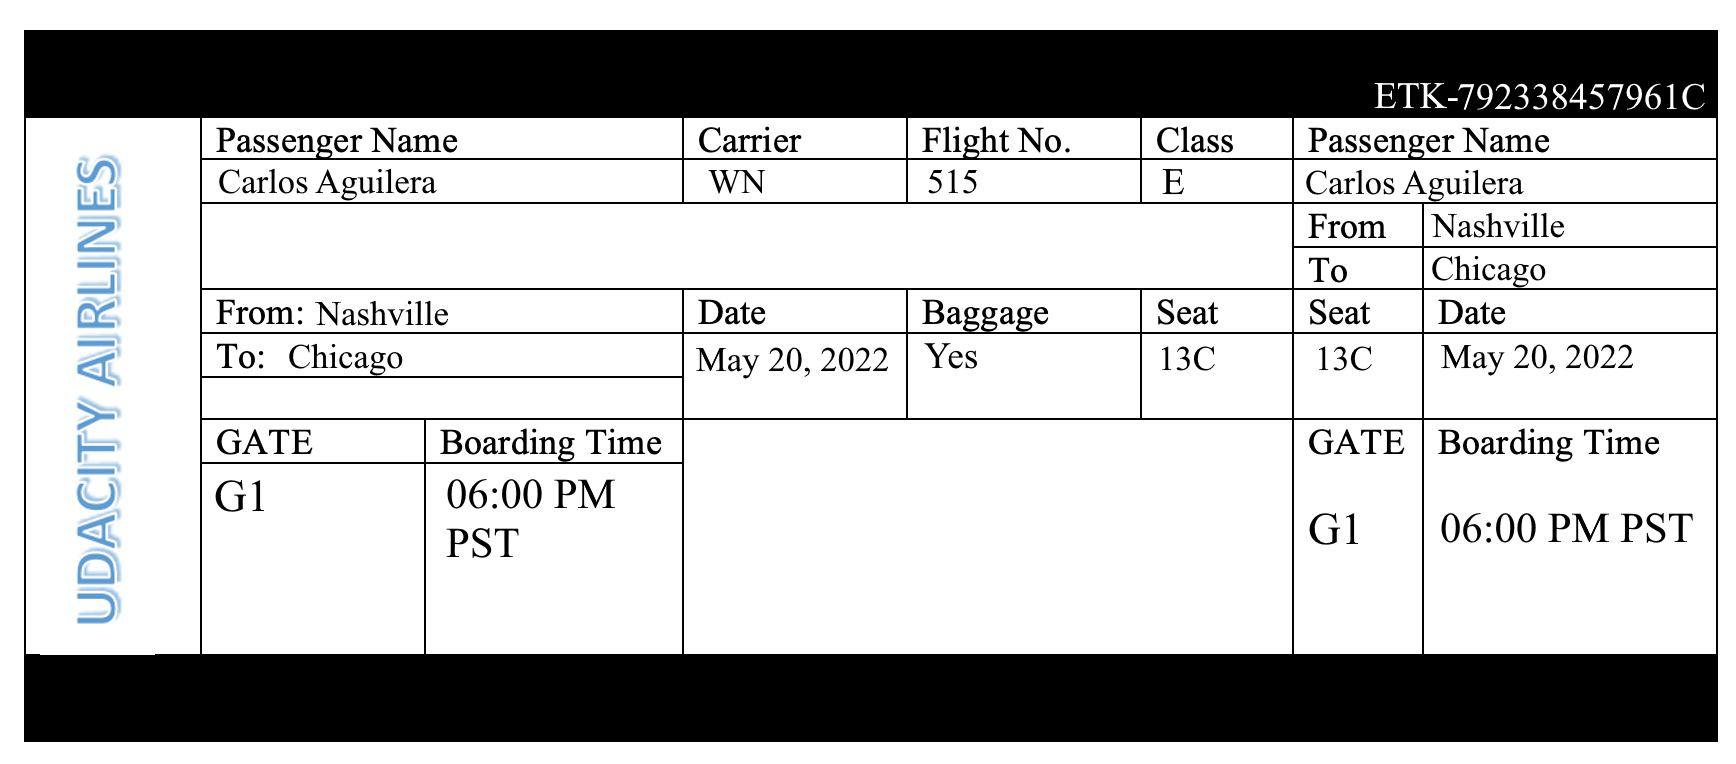 ETK-792338457961C
UDACITY AIRLINES
Passenger Name Carrier Flight No. Class Passenger Name
Carlos Aguilera WN 515 E Carlos Aguilera
From Nashville
To Chicago
From: Nashville Date Baggage Seat Seat Date
To: Chicago May 20, 2022 Yes 13C 13C May 20, 2022
GATE Boarding Time GATE Boarding Time
G1 06:00 PM
PST
G1 06:00 PM PST